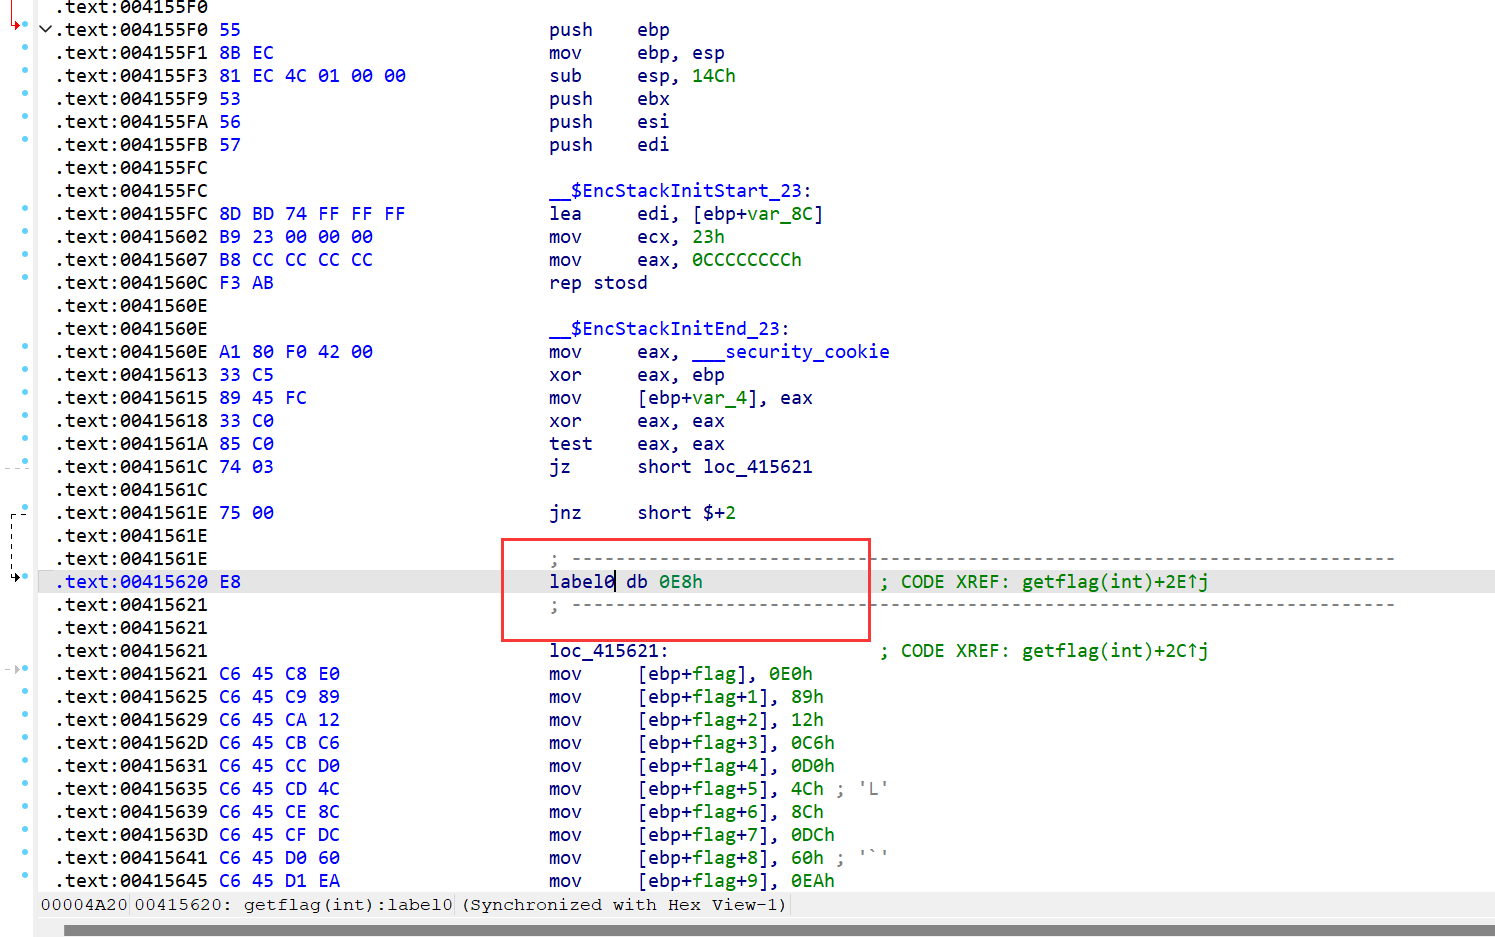 .text:004155F0
.text:004155F0 55 push ebp
.text:004155F1 8B EC mov ebp, esp
.text:004155F3 81 EC 4C 01 00 00 sub esp, 14Ch
.text:004155F9 53 push ebx
.text:004155FA 56 push esi
.text:004155FB 57 push edi
.text:004155FC
.text:004155FC __$EncStackInitStart_23:
.text:004155FC 8D BD 74 FF FF FF lea edi, [ebp+var_8C]
.text:00415602 B9 23 00 00 00 mov ecx, 23h
.text:00415607 B8 CC CC CC CC mov eax, 0CCCCCCCCh
.text:0041560C F3 AB rep stosd
.text:0041560E
.text:0041560E __$EncStackInitEnd_23:
.text:0041560E A1 80 F0 42 00 mov eax, ___security_cookie
.text:00415613 33 C5 xor eax, ebp
.text:00415615 89 45 FC mov [ebp+var_4], eax
.text:00415618 33 C0 xor eax, eax
.text:0041561A 85 C0 test eax, eax
.text:0041561C 74 03 jz short loc_415621
.text:0041561C
.text:0041561E 75 00 jnz short $+2
.text:0041561E
.text:0041561E ; ---------------------------------------------------------------------------
.text:00415620 E8 label0 db 0E8h ; CODE XREF: getflag(int)+2E↑j
.text:00415621 ; ---------------------------------------------------------------------------
.text:00415621
.text:00415621 loc_415621: ; CODE XREF: getflag(int)+2C↑j
.text:00415621 C6 45 C8 E0 mov [ebp+flag], 0E0h
.text:00415625 C6 45 C9 89 mov [ebp+flag+1], 89h
.text:00415629 C6 45 CA 12 mov [ebp+flag+2], 12h
.text:0041562D C6 45 CB C6 mov [ebp+flag+3], 0C6h
.text:00415631 C6 45 CC D0 mov [ebp+flag+4], 0D0h
.text:00415635 C6 45 CD 4C mov [ebp+flag+5], 4Ch ; 'L'
.text:00415639 C6 45 CE 8C mov [ebp+flag+6], 8Ch
.text:0041563D C6 45 CF DC mov [ebp+flag+7], 0DCh
.text:00415641 C6 45 D0 60 mov [ebp+flag+8], 60h ; '`'
.text:00415645 C6 45 D1 EA mov [ebp+flag+9], 0EAh
00004A20 00415620: getflag(int):label0 (Synchronized with Hex View-1)